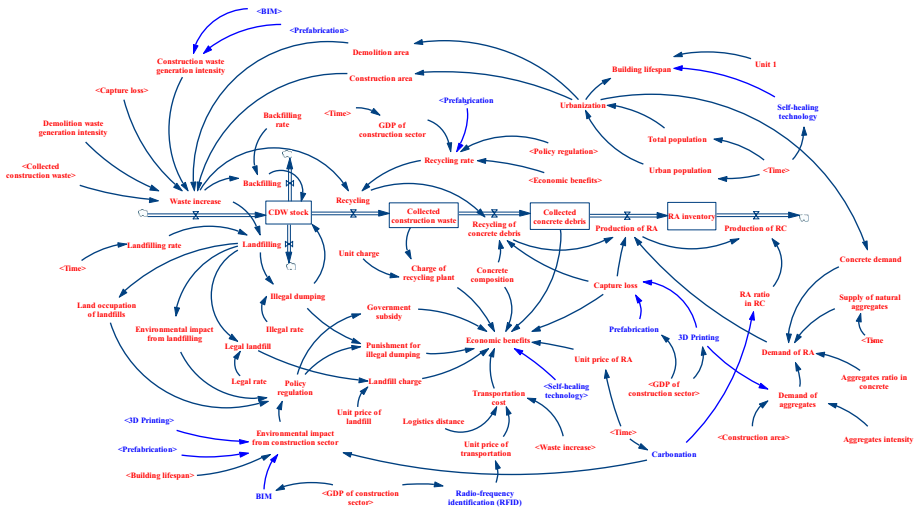 <BIM>
<Prefabrication>
Demolition area
Construction waste
generation intensity
Building lifespan
Unit 1
Construction area
<Capture loss>
<Prefabrication
Urbanization
Self-healing
technology
Backfilling
rate
<Time>
GDP of
construction sector
Demolition waste
generation intensity
Total population
<Policy regulation>
Recycling rate
<Collected
construction waste>
Urban population
<Time>
<Economic benefits>
Backfilling
Waste increase
Recycling
CDW stock
Collected
construction waste
Recycling of
concrete debris
Collected
concrete debris
Production of RA
RA inventory
Production of RC
Landfilling rate
Landfilling
Unit charge
<Time>
Charge of
recycling plant
Concrete
composition
Concrete demand
Capture loss
Land occupation
of landfills
Illegal dumping
RA ratio
in RC
Supply of natural
aggregates
Government
subsidy
Environmental impact
from landfilling
Illegal rate
Prefabrication
3D Printing
<Time
Legal landfill
Punishment for
illegal dumping
Economic benefits
Unit price of RA
Demand of RA
Legal rate
Policy
regulation
Landfill charge
<Self-healing
technology>
<GDP of
construction sector>
Aggregates ratio in
concrete
Transportation
cost
Demand of
aggregates
Unit price of
landfill
<3D Printing>
Logistics distance
Environmental impact
from construction sector
<Time>
<Construction area>
Aggregates intensity
<Prefabrication>
Unit price of
transportation
<Waste increase>
Carbonation
<Building lifespan>
BIM
<GDP of construction
sector>
Radio-frequency
identification (RFID)